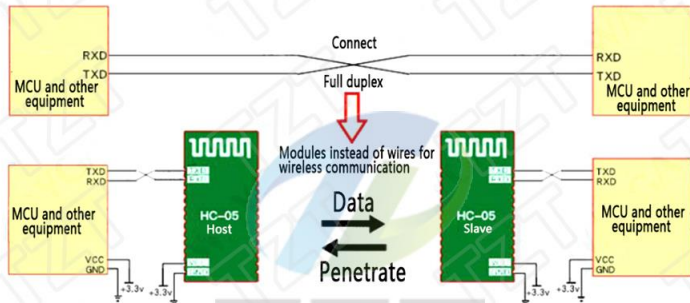 RXD
TXD
MCU and other
equipment
Connect
Full duplex
RXD
TXD
MCU and other
equipment
Modules instead of wires for
wireless communication
TXD
RXD
MCU and other
equipment
VCC
GND
+3.3v
+3.3v
HC-05
Host
Data
Penetrate
HC-05
Slave
TXD
RXD
MCU and other
equipment
VCC
GND
+3.3v
+3.3v
TZT